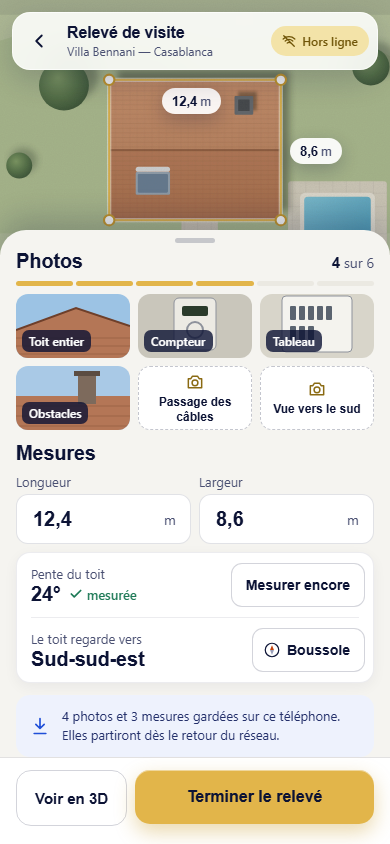 Relevé de visite
Villa Bennani — Casablanca
Hors ligne
12,4 m
8,6 m
Photos
4 sur 6
Toit entier
Compteur
Tableau
Obstacles
Passage des
câbles
Vue vers le sud
Mesures
Longueur
Largeur
12,4 m
8,6 m
Pente du toit
24° mesurée
Mesurer encore
Le toit regarde vers
Sud-sud-est
Boussole
4 photos et 3 mesures gardées sur ce téléphone.
Elles partiront dès le retour du réseau.
Voir en 3D
Terminer le relevé